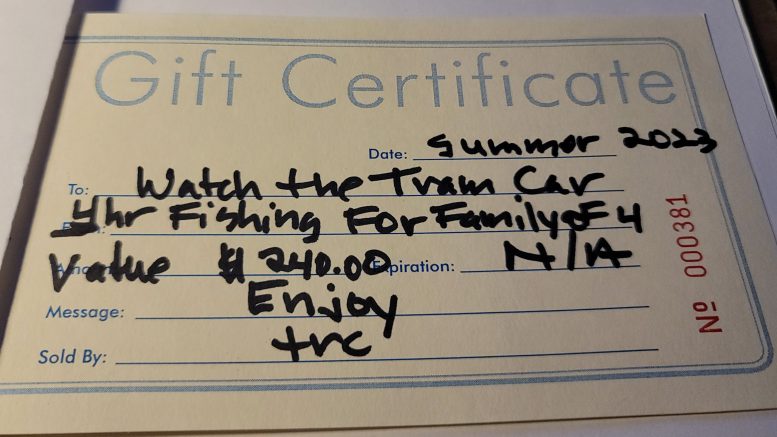 Gift Certificate
Date: Summer 2023
To: Watch the Tram Car
4hr Fishing For Family of 4
Value $240.00 Expiration: N/A
Message: Enjoy
Sold By: trc
Nº 000381